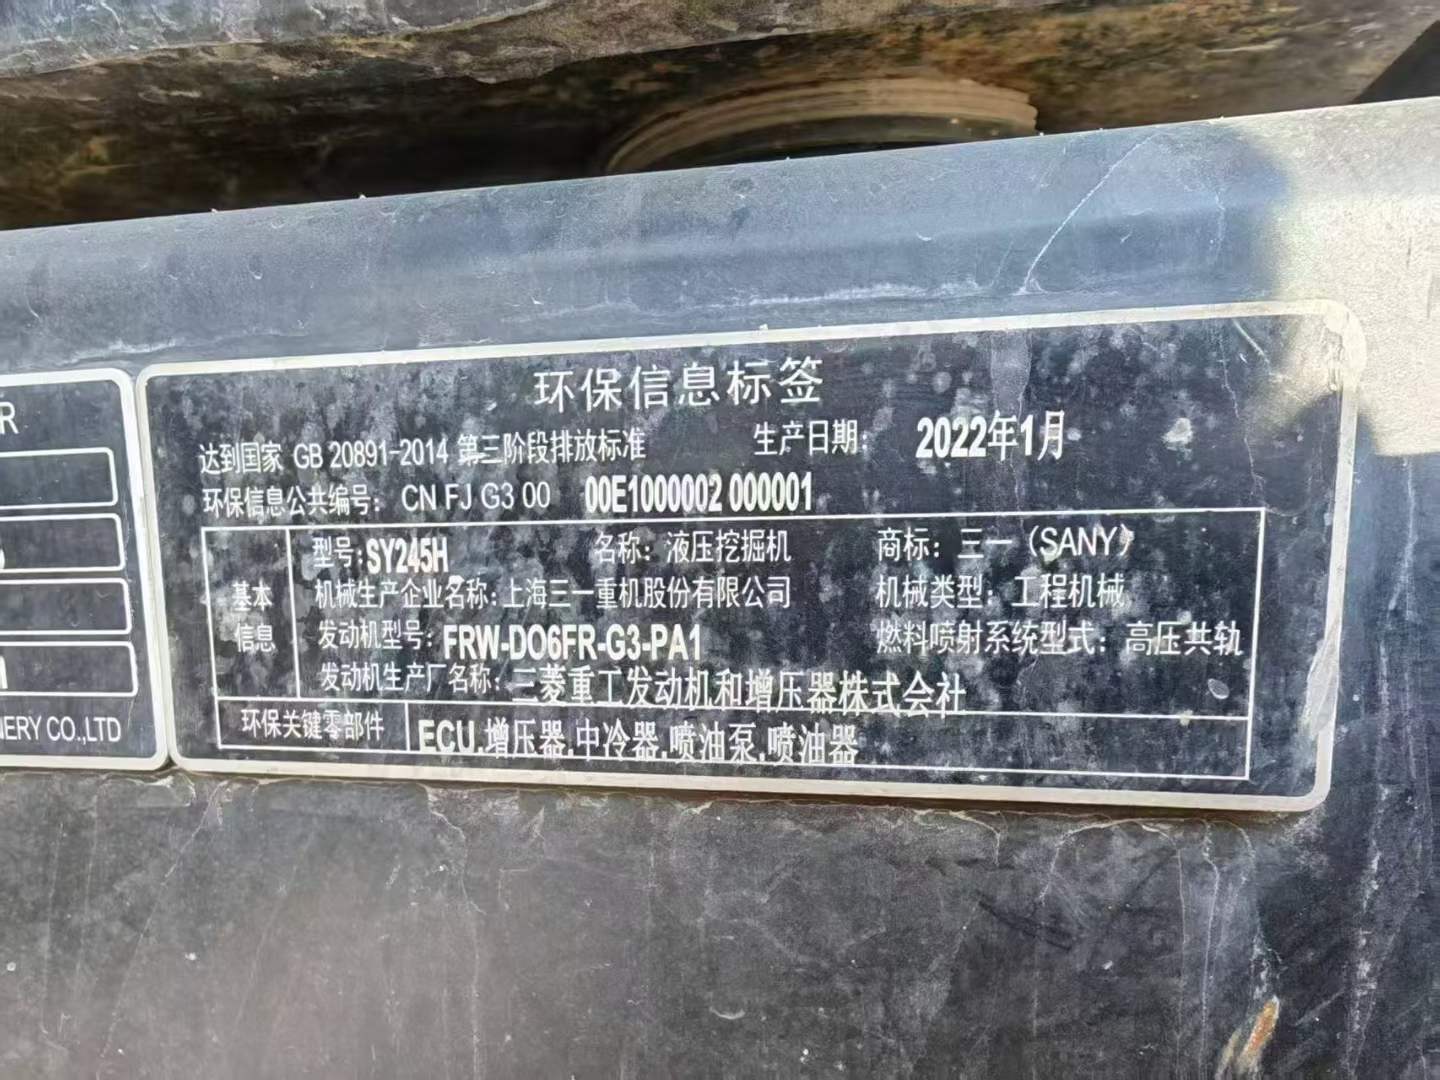 R
NERY CO.,LTD
环保信息标签
达到国家 GB 20891-2014 第三阶段排放标准 生产日期： 2022年1月
环保信息公共编号： CN FJ G3 00 00E1000002 000001
基本信息
型号：SY245H 名称：液压挖掘机 商标：三一（SANY）
机械生产企业名称：上海三一重机股份有限公司 机械类型：工程机械
发动机型号：FRW-DO6FR-G3-PA1 燃料喷射系统型式：高压共轨
发动机生产厂名称：三菱重工发动机和增压器株式会社
环保关键零部件 ECU,增压器,中冷器,喷油泵,喷油器